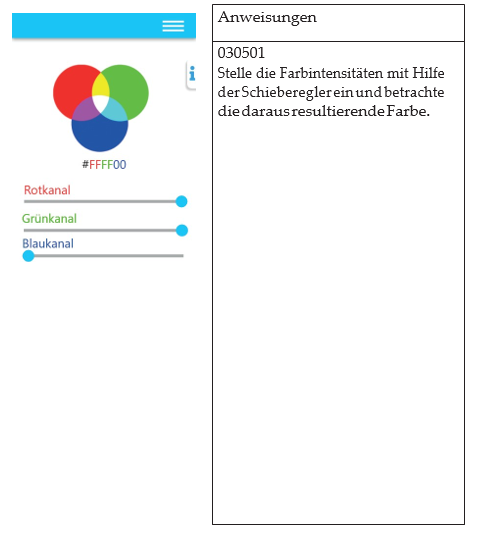 i
#FFFF00
Rotkanal
Grünkanal
Blaukanal
Anweisungen
030501
Stelle die Farbintensitäten mit Hilfe
der Schieberegler ein und betrachte
die daraus resultierende Farbe.